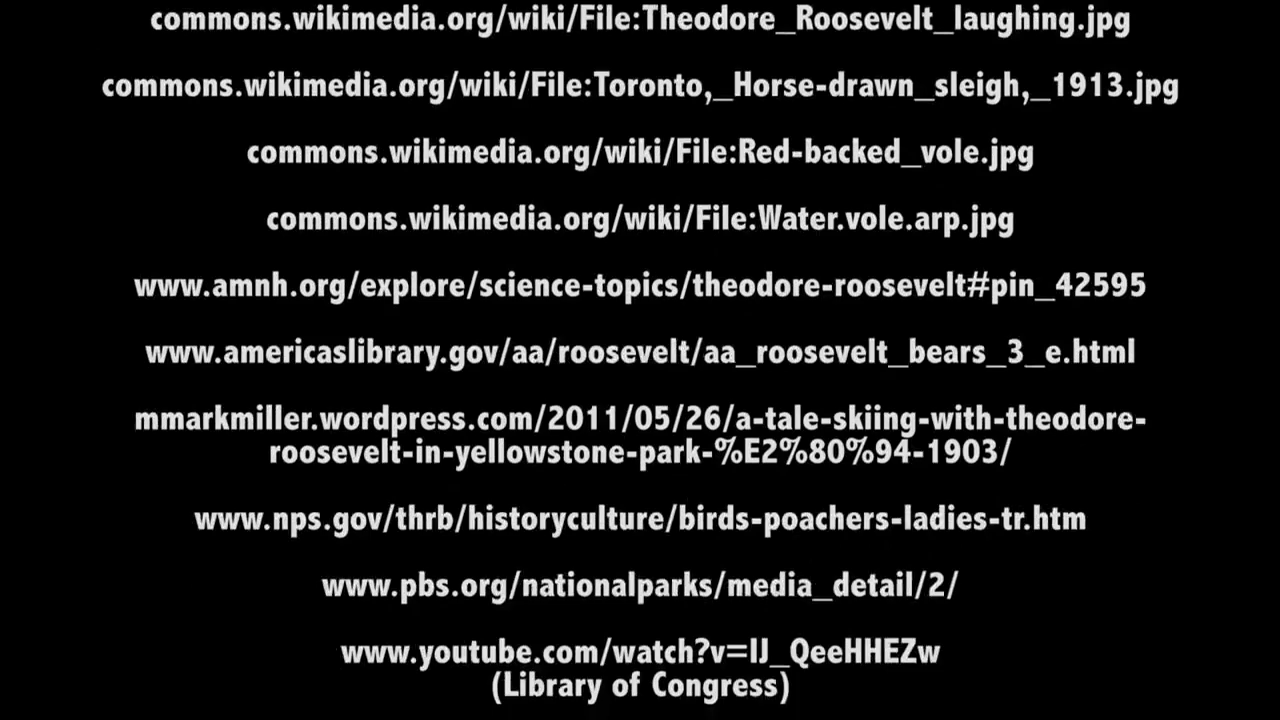 commons.wikimedia.org/wiki/File:Theodore_Roosevelt_laughing.jpg
commons.wikimedia.org/wiki/File:Toronto,_Horse-drawn_sleigh,_1913.jpg
commons.wikimedia.org/wiki/File:Red-backed_vole.jpg
commons.wikimedia.org/wiki/File:Water.vole.arp.jpg
www.amnh.org/explore/science-topics/theodore-roosevelt#pin_42595
www.americaslibrary.gov/aa/roosevelt/aa_roosevelt_bears_3_e.html
mmarkmiller.wordpress.com/2011/05/26/a-tale-skiing-with-theodore-
roosevelt-in-yellowstone-park-%E2%80%94-1903/
www.nps.gov/thrb/historyculture/birds-poachers-ladies-tr.htm
www.pbs.org/nationalparks/media_detail/2/
www.youtube.com/watch?v=IJ_QeeHHEZw
(Library of Congress)